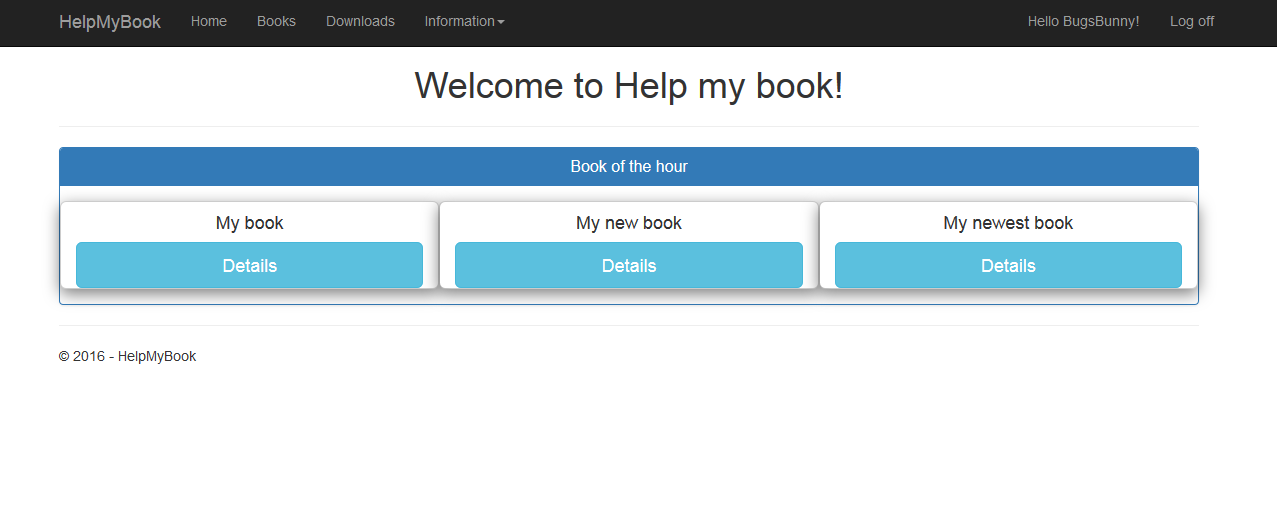 HelpMyBook Home Books Downloads Information Hello BugsBunny! Log off
Welcome to Help my book!
Book of the hour
My book My new book My newest book
Details Details Details
© 2016 - HelpMyBook